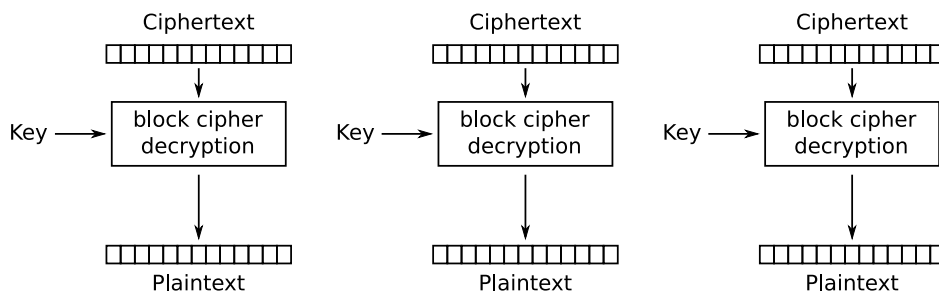 Ciphertext
Ciphertext
Ciphertext
Key
block cipher
decryption
Key
block cipher
decryption
Key
block cipher
decryption
Plaintext
Plaintext
Plaintext